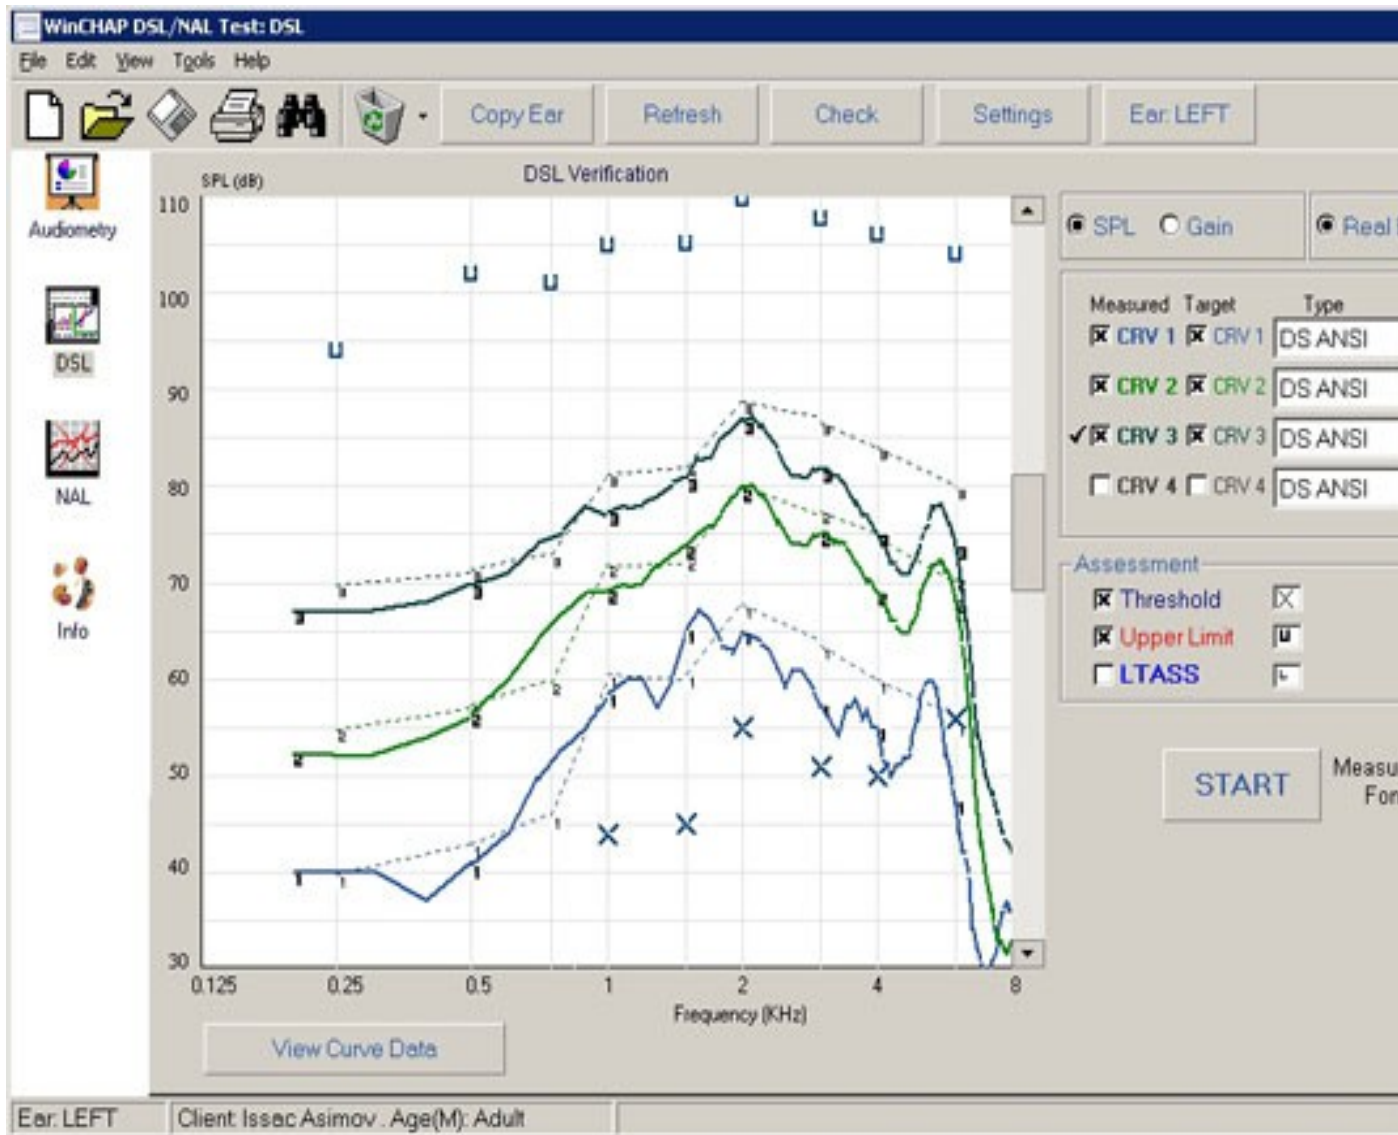 WinCHAP DSL/NAL Test: DSL
File Edit View Tools Help
Copy Ear Refresh Check Settings Ear: LEFT
Audiometry
DSL
NAL
Info
SPL (dB)
DSL Verification
110
100
90
80
70
60
50
40
30
0.125 0.25 0.5 1 2 4 8
Frequency (KHz)
View Curve Data
SPL Gain Real
Measured Target Type
CRV 1 CRV 1 DS ANSI
CRV 2 CRV 2 DS ANSI
CRV 3 CRV 3 DS ANSI
CRV 4 CRV 4 DS ANSI
Assessment
Threshold X
Upper Limit U
LTASS L
START
Measu
For
Ear: LEFT Client: Issac Asimov . Age(M): Adult